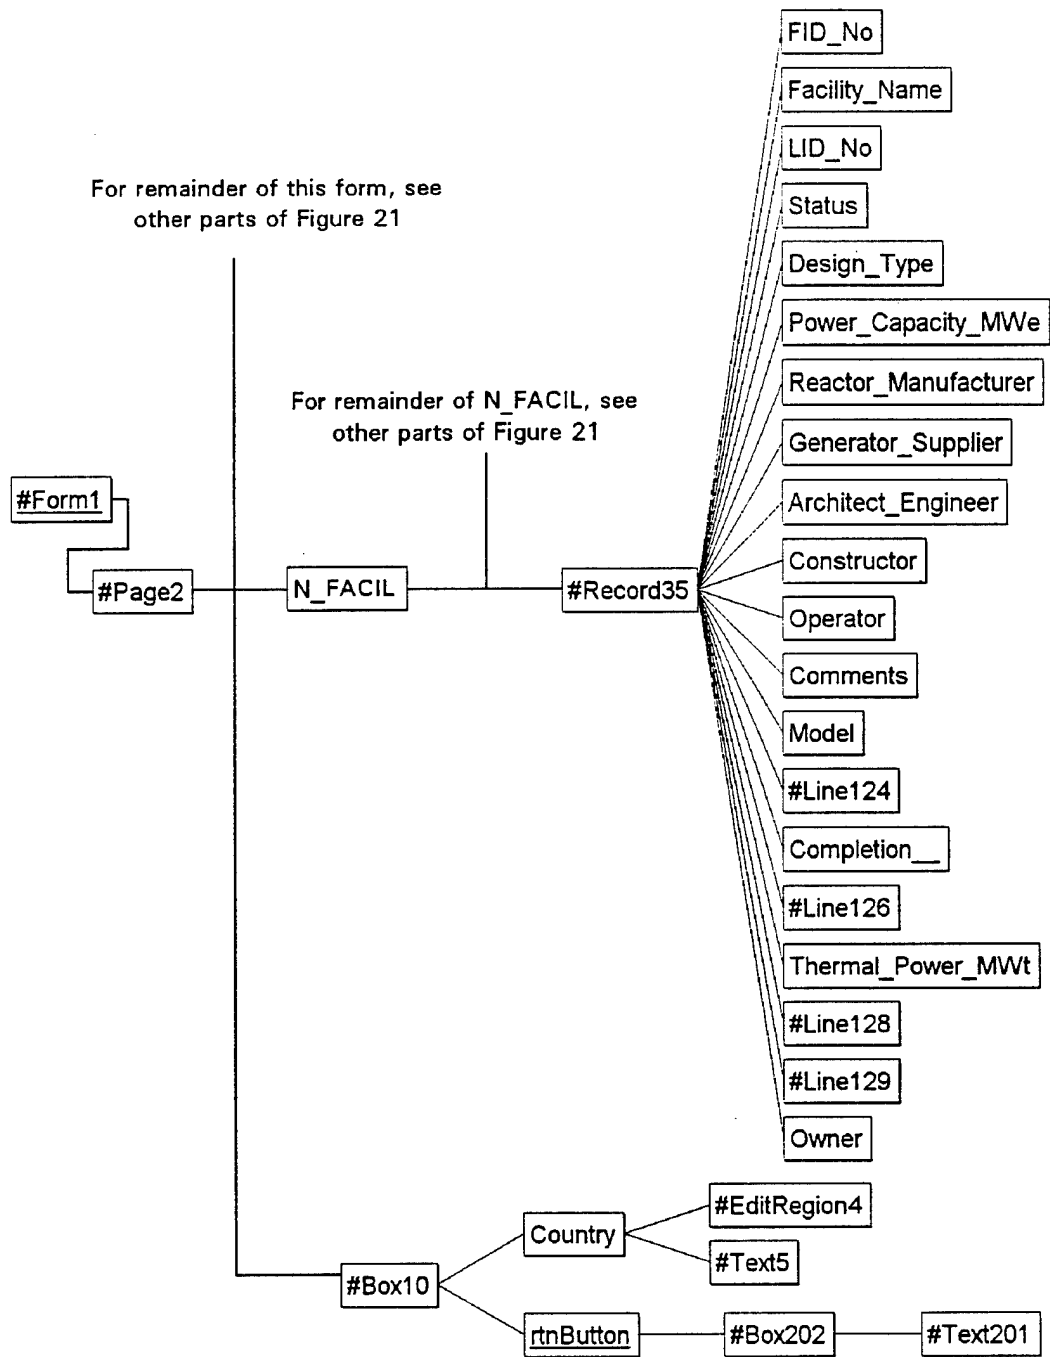 FID_No
Facility_Name
LID_No
For remainder of this form, see
other parts of Figure 21
Status
Design_Type
Power_Capacity_MWe
Reactor_Manufacturer
For remainder of N_FACIL, see
other parts of Figure 21
Generator_Supplier
#Form1
Architect_Engineer
Constructor
#Page2
N_FACIL
#Record35
Operator
Comments
Model
#Line124
Completion__
#Line126
Thermal_Power_MWt
#Line128
#Line129
Owner
#EditRegion4
Country
#Text5
#Box10
rtnButton
#Box202
#Text201